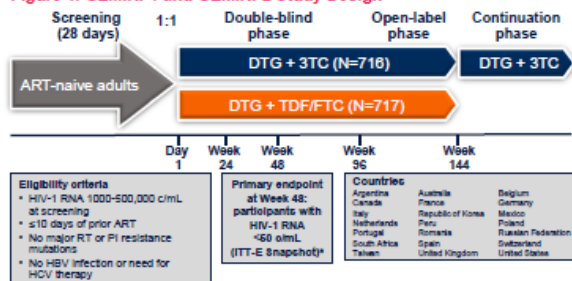 Screening
(28 days)
1:1
Double-blind
phase
Open-label
phase
Continuation
phase
ART-naive adults
DTG + 3TC (N=716)
DTG + 3TC
DTG + TDF/FTC (N=717)
Day
1
Week
24
Week
48
Week
96
Week
144
Eligibility criteria
• HIV-1 RNA 1000-500,000 c/mL
at screening
• ≤10 days of prior ART
• No major RT or PI resistance
mutations
• No HBV infection or need for
HCV therapy
Primary endpoint
at Week 48:
participants with
HIV-1 RNA
<50 c/mL
(ITT-E Snapshot)*
Countries
Argentina Australia Belgium
Canada France Germany
Italy Republic of Korea Mexico
Netherlands Peru Poland
Portugal Romania Russian Federation
South Africa Spain Switzerland
Taiwan United Kingdom United States